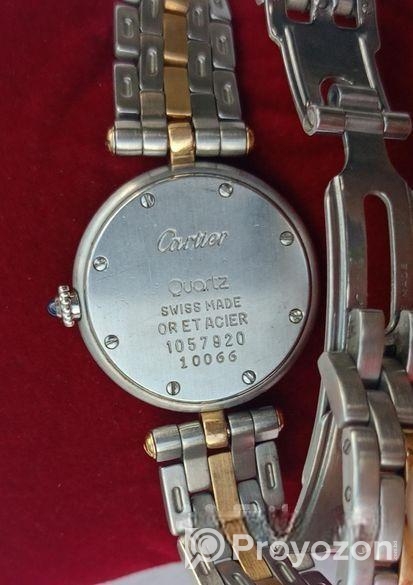 Cartier
Quartz
SWISS MADE
OR ET ACIER
1057920
10066
Proyozon